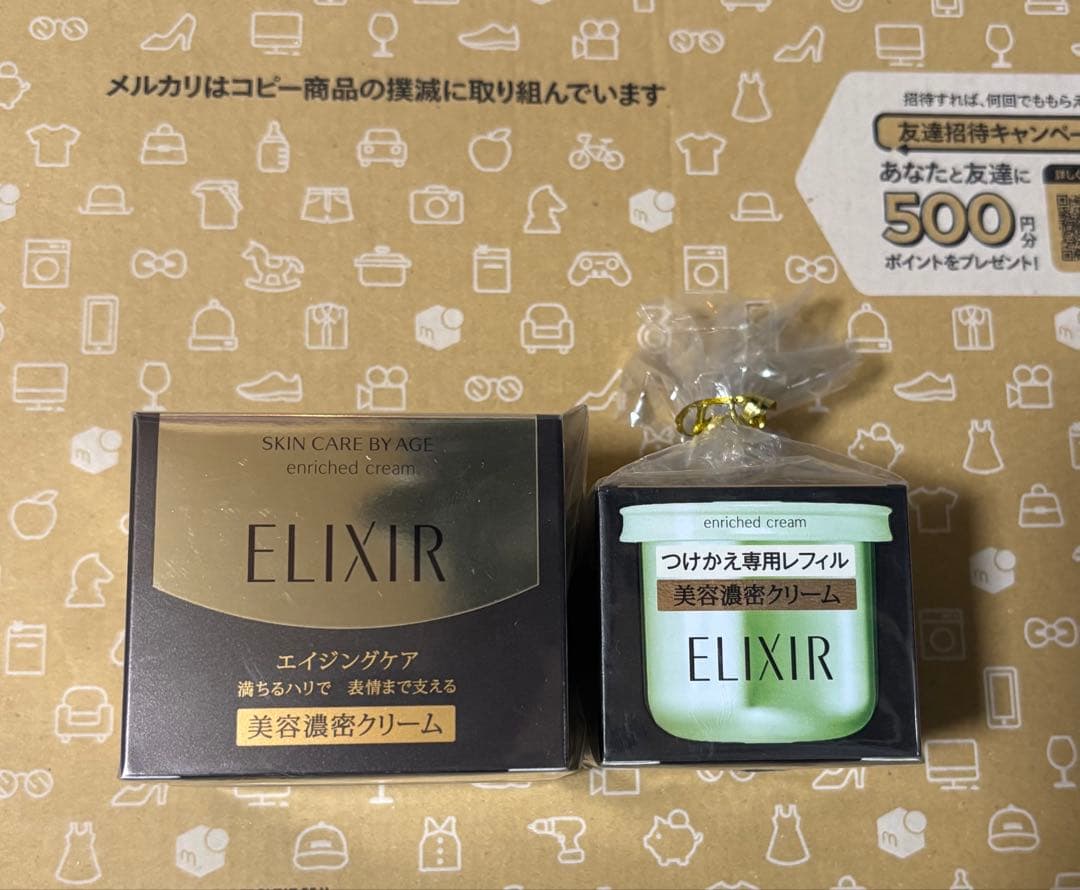 メルカリはコピー商品の撲滅に取り組んでいます
招待すれば、何回でももらえ
友達招待キャンペー
あなたと友達に
詳しく
500円分
ポイントをプレゼント!
SKIN CARE BY AGE
enriched cream
ELIXIR
エイジングケア
満ちるハリで 表情まで支える
美容濃密クリーム
enriched cream
つけかえ専用レフィル
美容濃密クリーム
ELIXIR